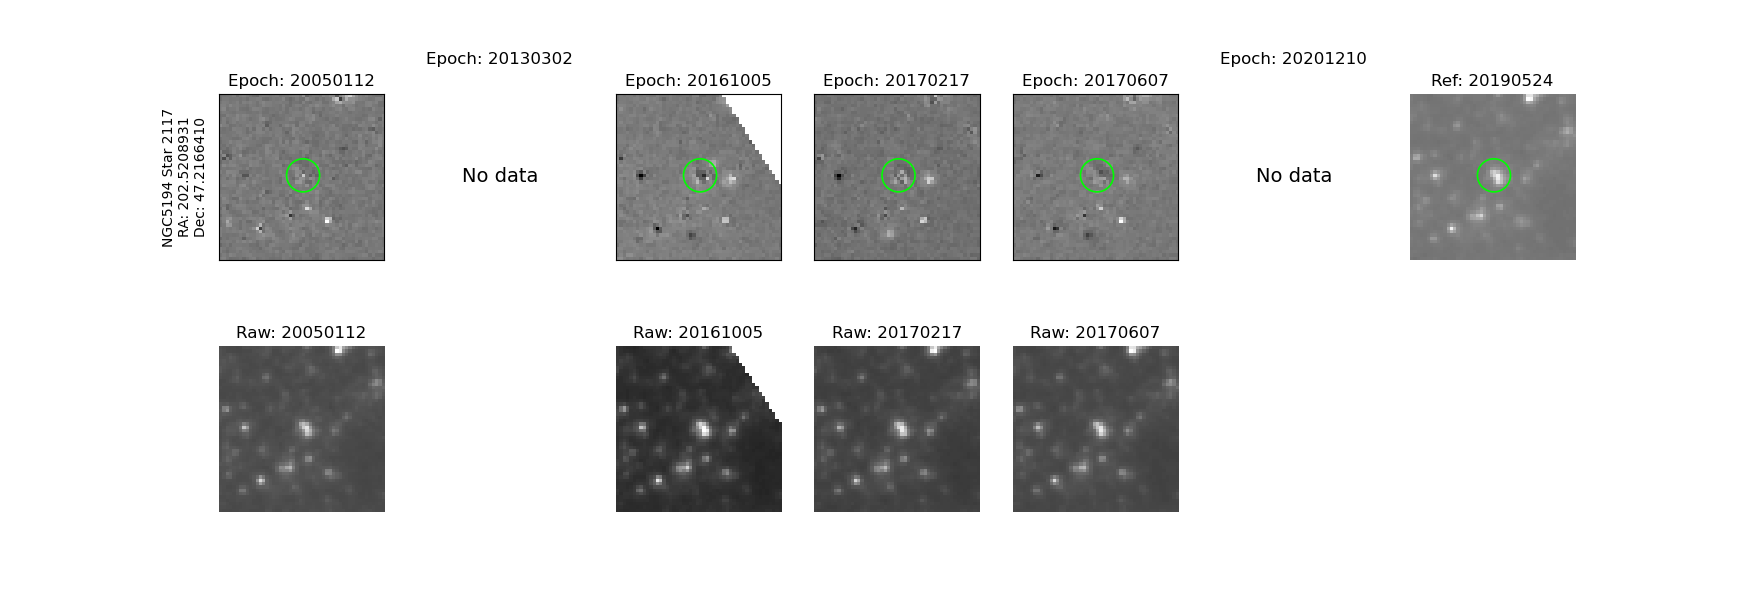 Epoch: 20130302
Epoch: 20201210
Epoch: 20050112
Epoch: 20161005
Epoch: 20170217
Epoch: 20170607
Ref: 20190524
NGC5194 Star 2117
RA: 202.5208931
Dec: 47.2166410
No data
No data
Raw: 20050112
Raw: 20161005
Raw: 20170217
Raw: 20170607